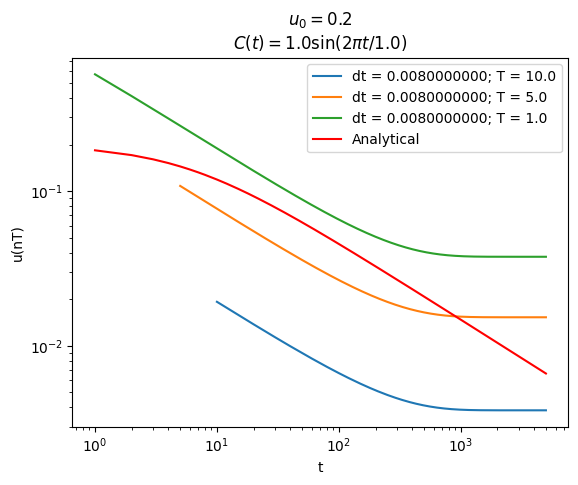 u₀ = 0.2
C(t) = 1.0sin(2πt/1.0)
dt = 0.0080000000; T = 10.0
dt = 0.0080000000; T = 5.0
dt = 0.0080000000; T = 1.0
Analytical
u(nT)
10⁻¹
10⁻²
10⁰ 10¹ 10² 10³
t